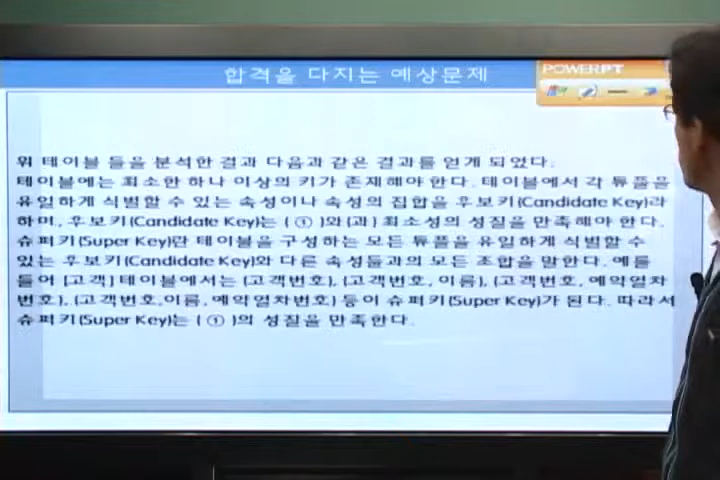 합격을 다지는 예상문제
POWERPT
위 테이블 들을 분석한 결과 다음과 같은 결과를 얻게 되었다.
테이블에는 최소한 하나 이상의 키가 존재해야 한다. 테이블에서 각 튜플을
유일하게 식별할 수 있는 속성이나 속성의 집합을 후보키(Candidate Key)라
하며, 후보키(Candidate Key)는 ( ① )와(과) 최소성의 성질을 만족해야 한다.
슈퍼키(Super Key)란 테이블을 구성하는 모든 튜플을 유일하게 식별할 수
있는 후보키(Candidate Key)와 다른 속성들과의 모든 조합을 말한다. 예를
들어 [고객] 테이블에서는 (고객번호), (고객번호, 이름), (고객번호, 예약열차
번호), (고객번호,이름, 예약열차번호) 등이 슈퍼키(Super Key)가 된다. 따라서
슈퍼키(Super Key)는 ( ① )의 성질을 만족한다.